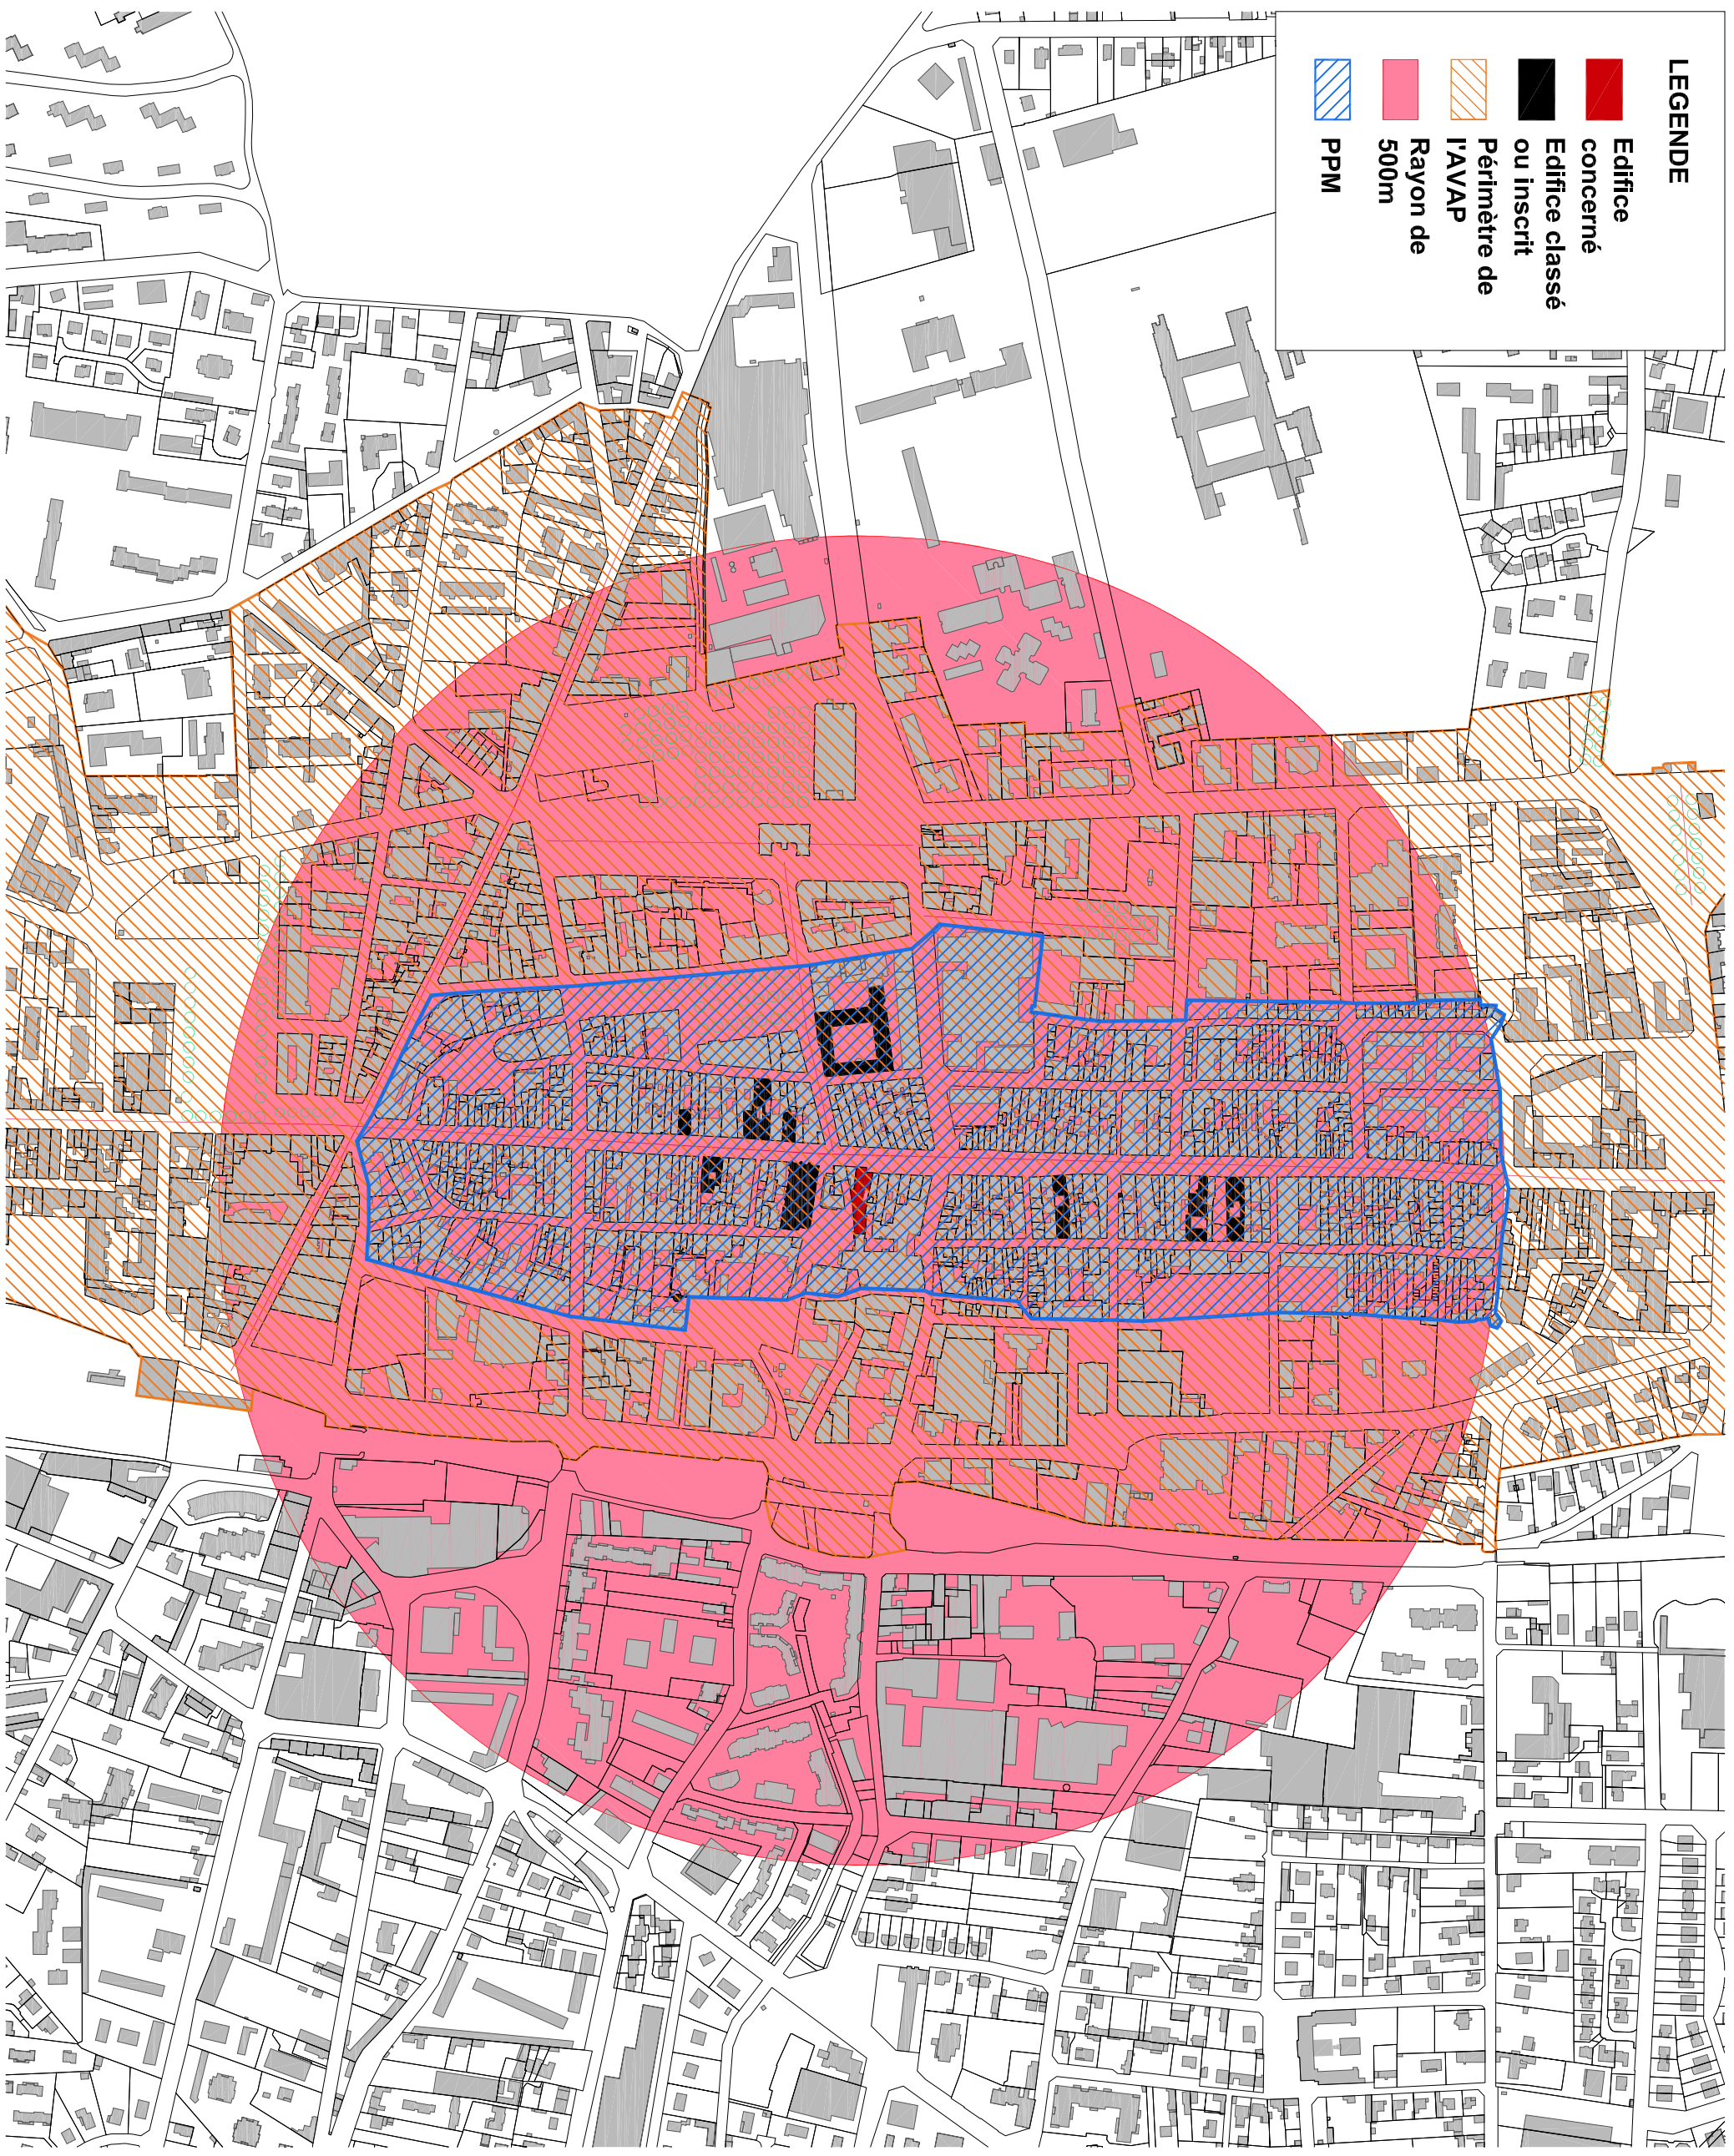 LEGENDE
Edifice
concerné
Edifice classé
ou inscrit
Périmètre de
l'AVAP
Rayon de
500m
PPM